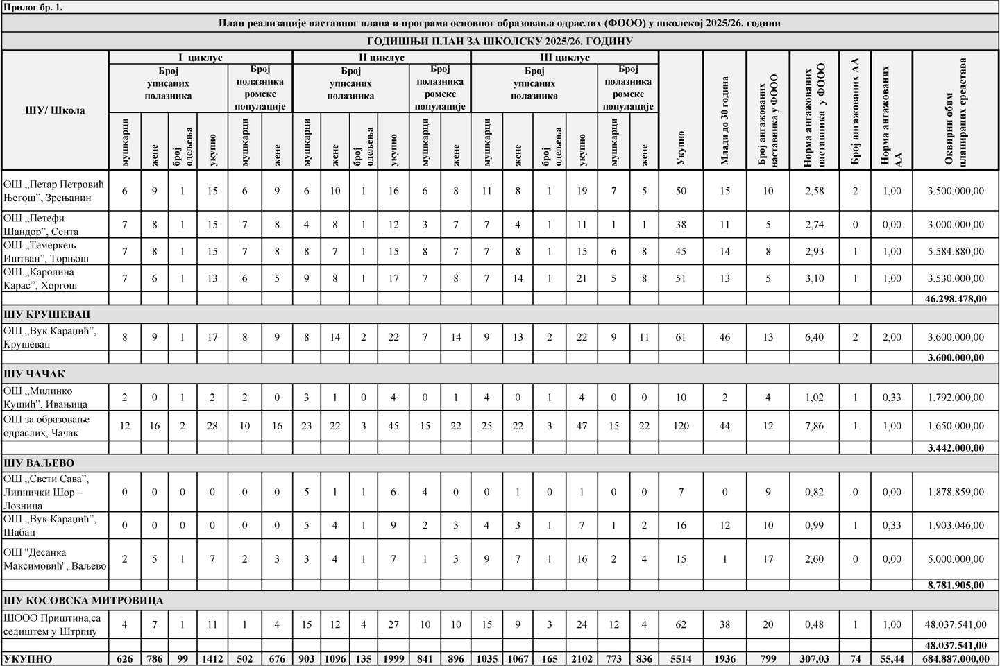 Прилог бр. 1.
План реализације наставног плана и програма основног образовања одраслих (ФООО) у школској 2025/26. години
ГОДИШЊИ ПЛАН ЗА ШКОЛСКУ 2025/26. ГОДИНУ
ШУ/ Школа
I циклус
II циклус
III циклус
Број уписаних полазника
Број полазника ромске популације
Број уписаних полазника
Број полазника ромске популације
Број уписаних полазника
Број полазника ромске популације
мушкарци жене број одељења укупно мушкарци жене мушкарци жене број одељења укупно мушкарци жене мушкарци жене број одељења укупно мушкарци жене
Укупно
Млади до 30 година
Број ангажованих наставника у ФООО
Норма ангажованих наставника у ФООО
Број ангажованих АА
Норма ангажованих АА
Оквирни обим планираних средстава
ОШ „Петар Петровић
Његош”, Зрењанин
6 9 1 15 6 9 6 10 1 16 6 8 11 8 1 19 7 5 50 15 10 2,58 2 1,00 3.500.000,00
ОШ „Петефи
Шандор”, Сента
7 8 1 15 7 8 4 8 1 12 3 7 7 4 1 11 1 1 38 11 5 2,74 0 0,00 3.000.000,00
ОШ „Темеркењ
Иштван”, Торњош
7 8 1 15 7 8 8 7 1 15 8 7 7 8 1 15 6 8 45 14 8 2,93 1 1,00 5.584.880,00
ОШ „Каролина
Карас”, Хоргош
7 6 1 13 6 5 9 8 1 17 7 8 7 14 1 21 5 8 51 13 5 3,10 1 1,00 3.530.000,00
46.298.478,00
ШУ КРУШЕВАЦ
ОШ „Вук Караџић”,
Крушевац
8 9 1 17 8 9 8 14 2 22 7 14 9 13 2 22 9 11 61 46 13 6,40 2 2,00 3.600.000,00
3.600.000,00
ШУ ЧАЧАК
ОШ „Милинко
Кушић”, Ивањица
2 0 1 2 2 0 3 1 0 4 0 1 4 0 1 4 0 0 10 2 4 1,02 1 0,33 1.792.000,00
ОШ за образовање
одраслих, Чачак
12 16 2 28 10 16 23 22 3 45 15 22 25 22 3 47 15 22 120 44 12 7,86 1 1,00 1.650.000,00
3.442.000,00
ШУ ВАЉЕВО
ОШ „Свети Сава”,
Липнички Шор –
Лозница
0 0 0 0 0 0 5 1 1 6 4 0 0 1 0 1 0 0 7 0 9 0,82 0 0,00 1.878.859,00
ОШ „Вук Караџић”,
Шабац
0 0 0 0 0 0 5 4 1 9 2 3 4 3 1 7 1 2 16 12 10 0,99 1 0,33 1.903.046,00
ОШ "Десанка
Максимовић", Ваљево
2 5 1 7 2 3 3 4 1 7 1 3 9 7 1 16 2 4 15 1 17 2,60 0 0,00 5.000.000,00
8.781.905,00
ШУ КОСОВСКА МИТРОВИЦА
ШООО Приштина,са
седиштем у Штрпцу
4 7 1 11 1 4 15 12 4 27 10 10 15 9 3 24 12 4 62 38 20 0,48 1 1,00 48.037.541,00
48.037.541,00
УКУПНО 626 786 99 1412 502 676 903 1096 135 1999 841 896 1035 1067 165 2102 773 836 5514 1936 799 307,03 74 55,44 684.887.000,00